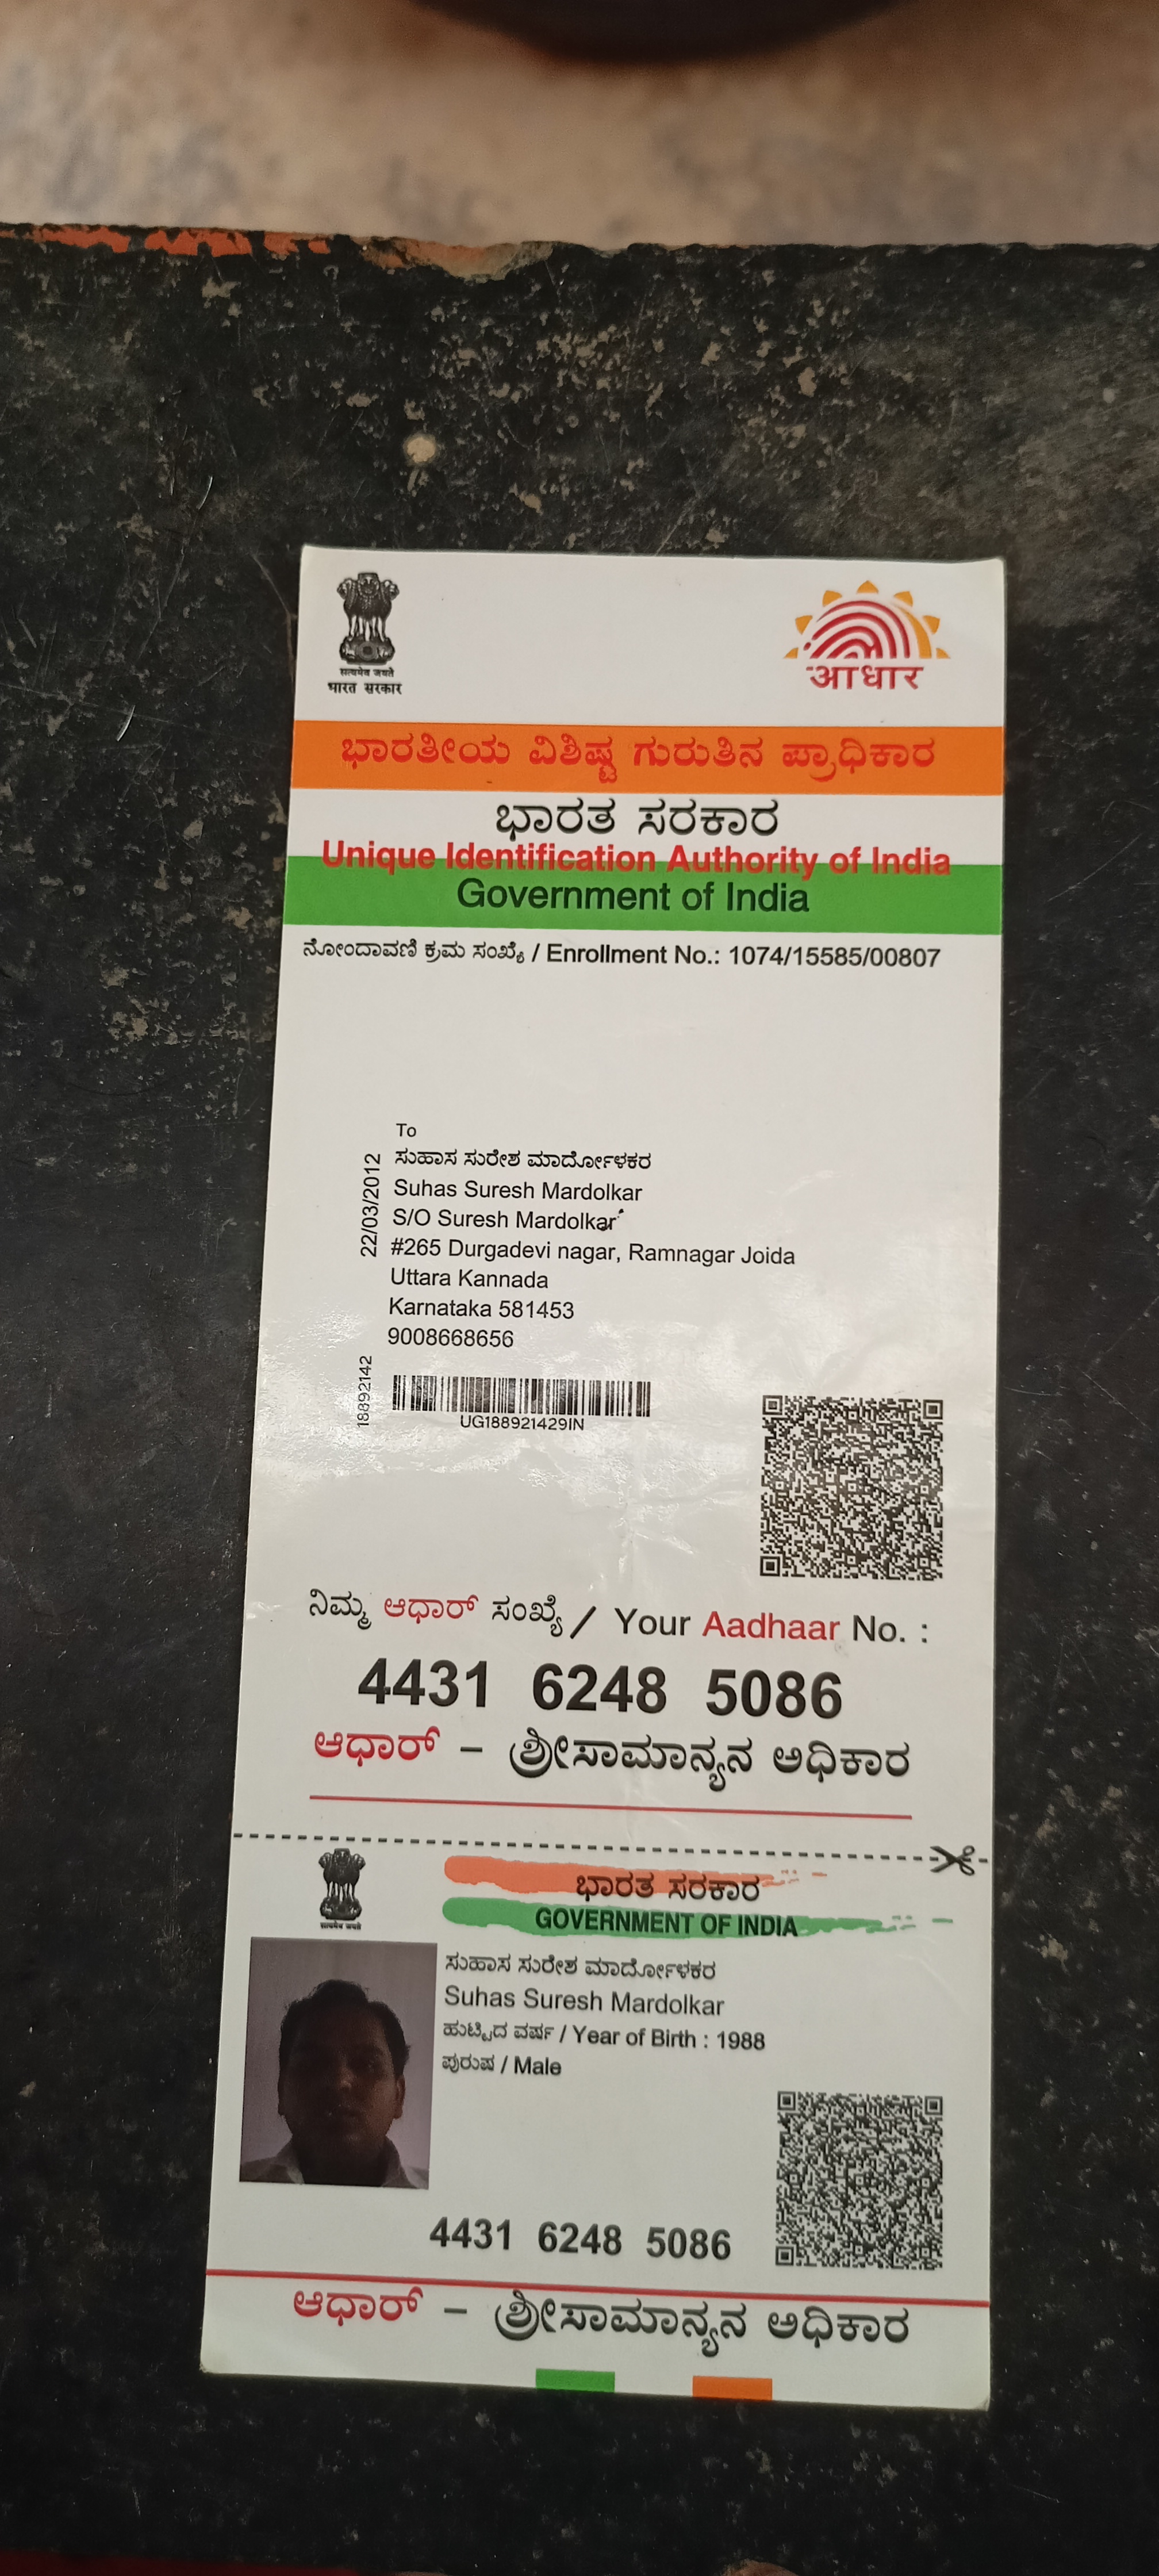 सत्यमेव जयते
भारत सरकार
आधार
ಭಾರತೀಯ ವಿಶಿಷ್ಟ ಗುರುತಿನ ಪ್ರಾಧಿಕಾರ
ಭಾರತ ಸರಕಾರ
Unique Identification Authority of India
Government of India
ನೋಂದಾವಣಿ ಕ್ರಮ ಸಂಖ್ಯೆ / Enrollment No.: 1074/15585/00807
To
ಸುಹಾಸ ಸುರೇಶ ಮಾರ್ದೋಳಕರ
Suhas Suresh Mardolkar
S/O Suresh Mardolkar
#265 Durgadevi nagar, Ramnagar Joida
Uttara Kannada
Karnataka 581453
9008668656
22/03/2012
18892142
UG188921429IN
ನಿಮ್ಮ ಆಧಾರ್ ಸಂಖ್ಯೆ / Your Aadhaar No. :
4431 6248 5086
ಆಧಾರ್ – ಶ್ರೀಸಾಮಾನ್ಯನ ಅಧಿಕಾರ
सत्यमेव जयते
ಭಾರತ ಸರಕಾರ
GOVERNMENT OF INDIA
ಸುಹಾಸ ಸುರೇಶ ಮಾರ್ದೋಳಕರ
Suhas Suresh Mardolkar
ಹುಟ್ಟಿದ ವರ್ಷ / Year of Birth : 1988
ಪುರುಷ / Male
4431 6248 5086
ಆಧಾರ್ – ಶ್ರೀಸಾಮಾನ್ಯನ ಅಧಿಕಾರ